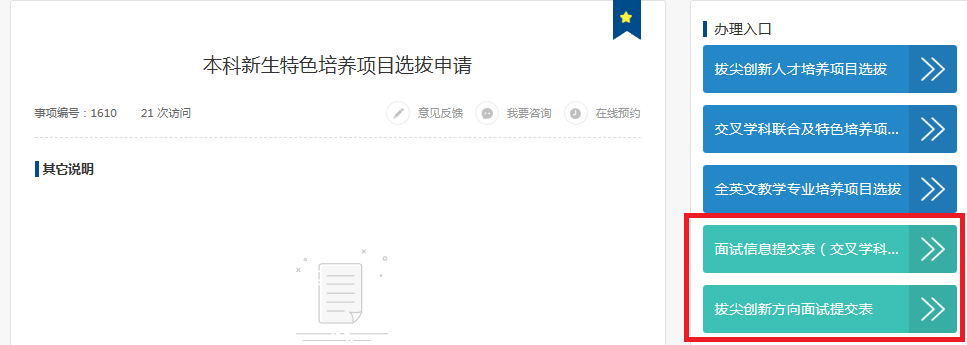 本科新生特色培养项目选拔申请
事项编号：1610 21 次访问 意见反馈 我要咨询 在线预约
其它说明
办理入口
拔尖创新人才培养项目选拔
交叉学科联合及特色培养项...
全英文教学专业培养项目选拔
面试信息提交表（交叉学科...
拔尖创新方向面试提交表